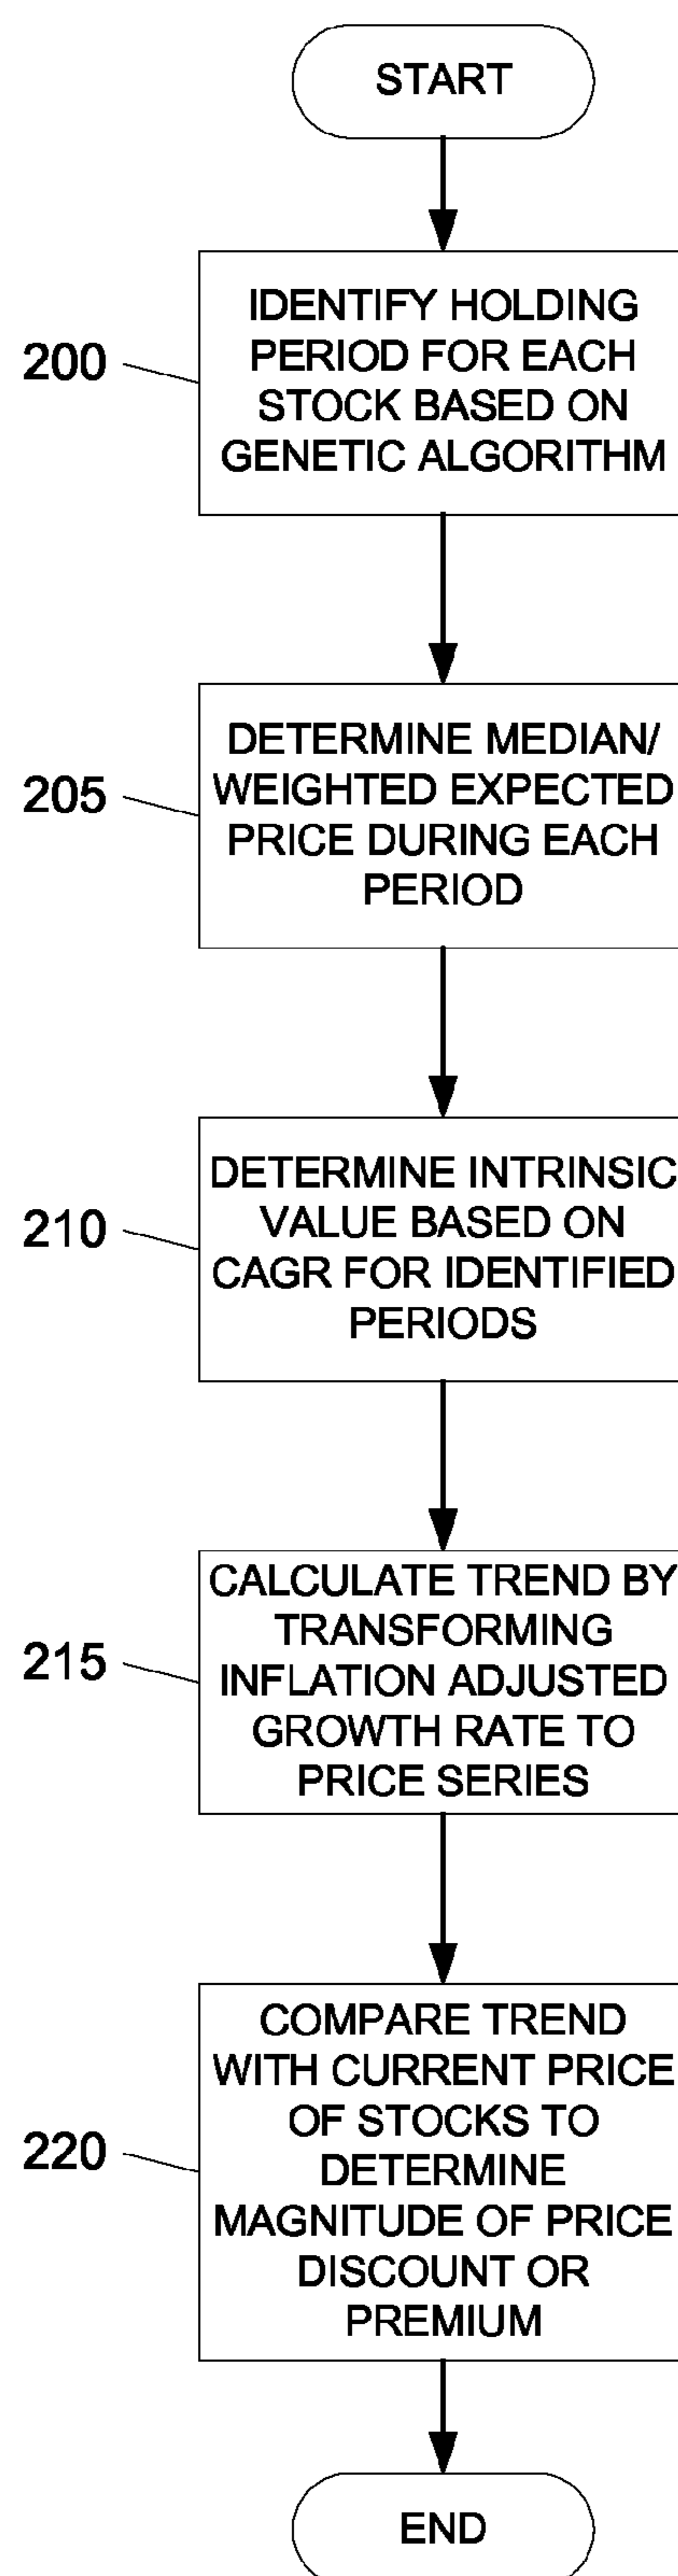 START
200
IDENTIFY HOLDING
PERIOD FOR EACH
STOCK BASED ON
GENETIC ALGORITHM
205
DETERMINE MEDIAN/
WEIGHTED EXPECTED
PRICE DURING EACH
PERIOD
210
DETERMINE INTRINSIC
VALUE BASED ON
CAGR FOR IDENTIFIED
PERIODS
215
CALCULATE TREND BY
TRANSFORMING
INFLATION ADJUSTED
GROWTH RATE TO
PRICE SERIES
220
COMPARE TREND
WITH CURRENT PRICE
OF STOCKS TO
DETERMINE
MAGNITUDE OF PRICE
DISCOUNT OR
PREMIUM
END